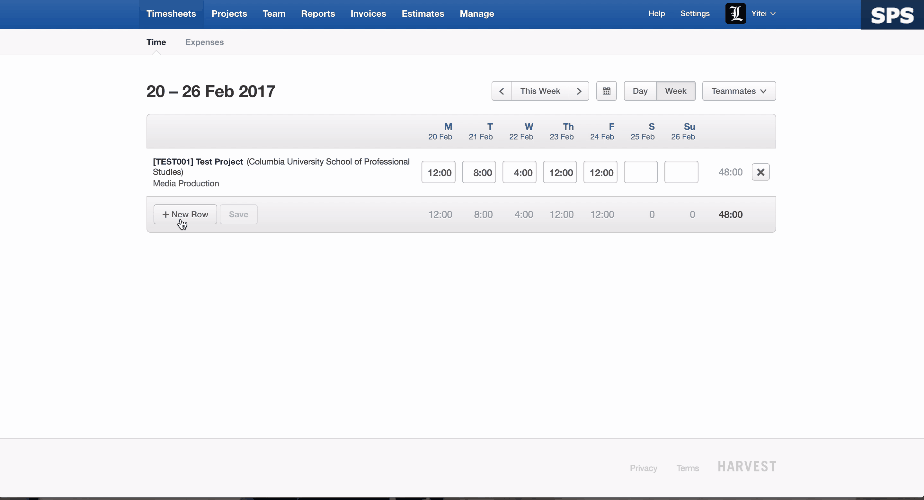 Timesheets Projects Team Reports Invoices Estimates Manage Help Settings L Yifei SPS
Time Expenses
20 – 26 Feb 2017 This Week Day Week Teammates
M T W Th F S Su
20 Feb 21 Feb 22 Feb 23 Feb 24 Feb 25 Feb 26 Feb
[TEST001] Test Project (Columbia University School of Professional
Studies)
Media Production
12:00 8:00 4:00 12:00 12:00 48:00
+ New Row Save 12:00 8:00 4:00 12:00 12:00 0 0 48:00
Privacy Terms HARVEST